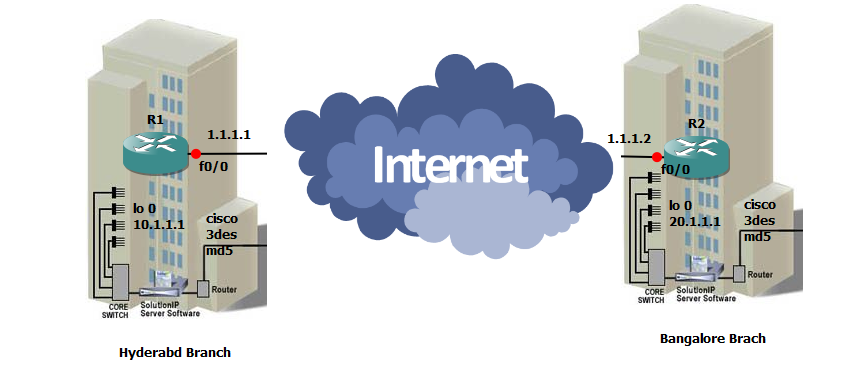 R1
1.1.1.1
f0/0
lo 0
10.1.1.1
cisco
3des
md5
Router
CORE
SWITCH
SolutionIP
Server Software
Hyderabd Branch
Internet
R2
1.1.1.2
f0/0
lo 0
20.1.1.1
cisco
3des
md5
Router
CORE
SWITCH
SolutionIP
Server Software
Bangalore Brach